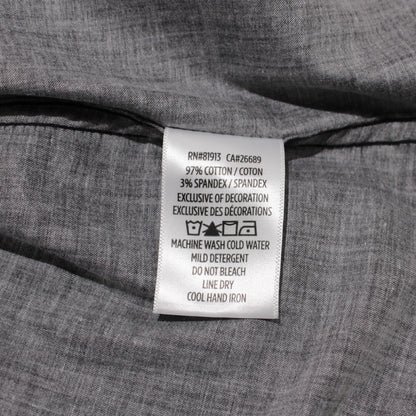 RN#81913 CA#26689
97% COTTON / COTON
3% SPANDEX / SPANDEX
EXCLUSIVE OF DECORATION
EXCLUSIVE DES DÉCORATIONS
MACHINE WASH COLD WATER
MILD DETERGENT
DO NOT BLEACH
LINE DRY
COOL HAND IRON